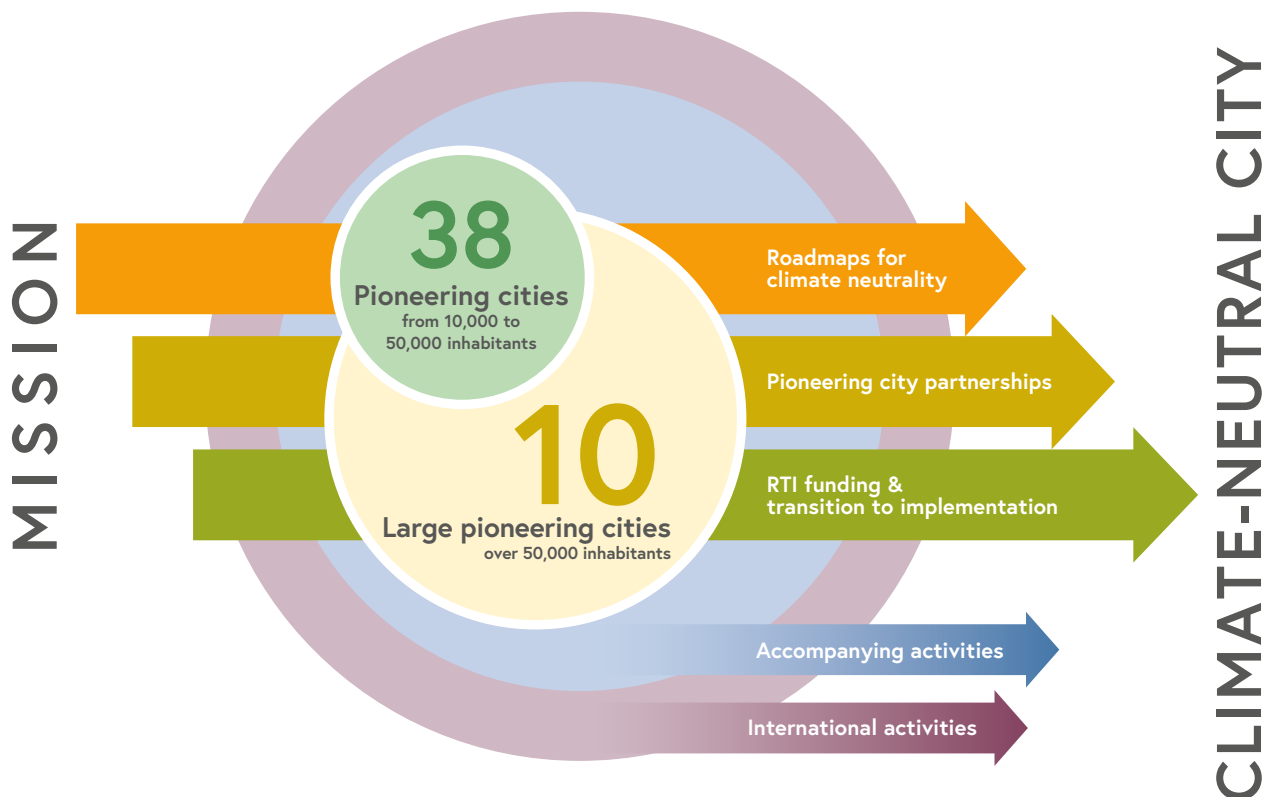 MISSION
38
Pioneering cities
from 10,000 to
50,000 inhabitants
10
Large pioneering cities
over 50,000 inhabitants
Roadmaps for
climate neutrality
Pioneering city partnerships
RTI funding &
transition to implementation
Accompanying activities
International activities
CLIMATE-NEUTRAL CITY